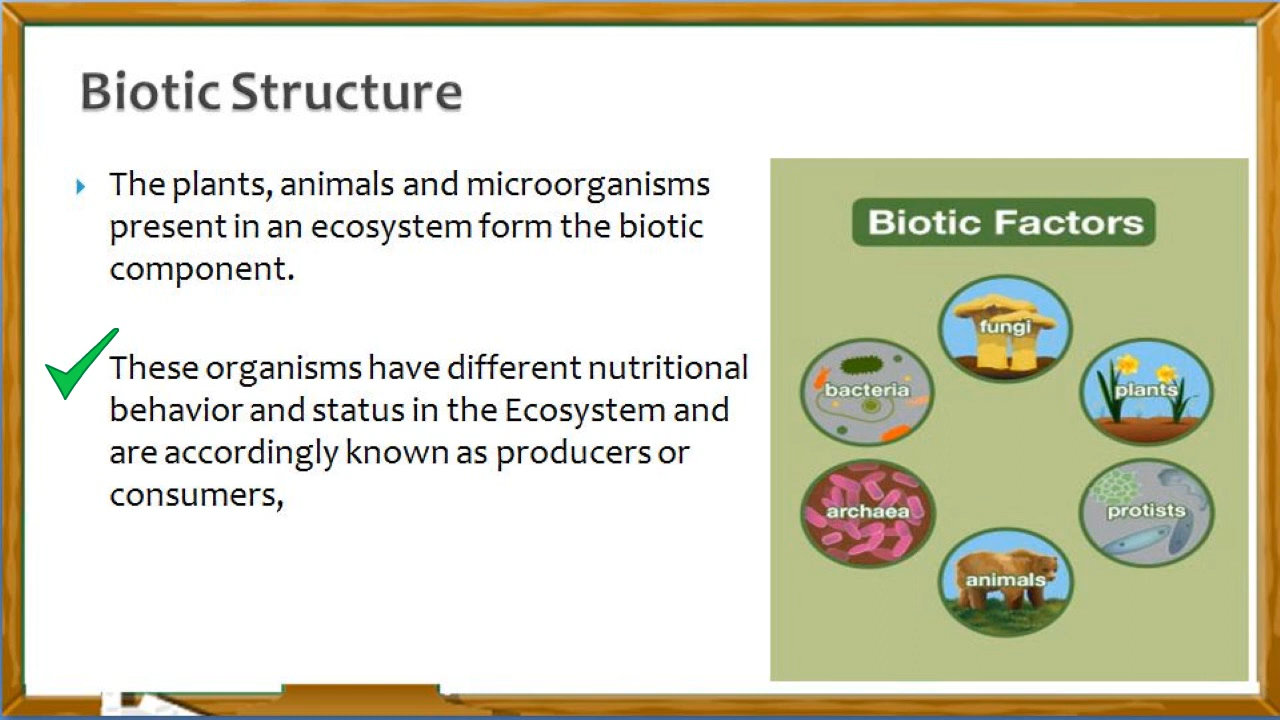 Biotic Structure
The plants, animals and microorganisms
present in an ecosystem form the biotic
component.
These organisms have different nutritional
behavior and status in the Ecosystem and
are accordingly known as producers or
consumers,
Biotic Factors
fungi
bacteria
plants
archaea
protists
animals